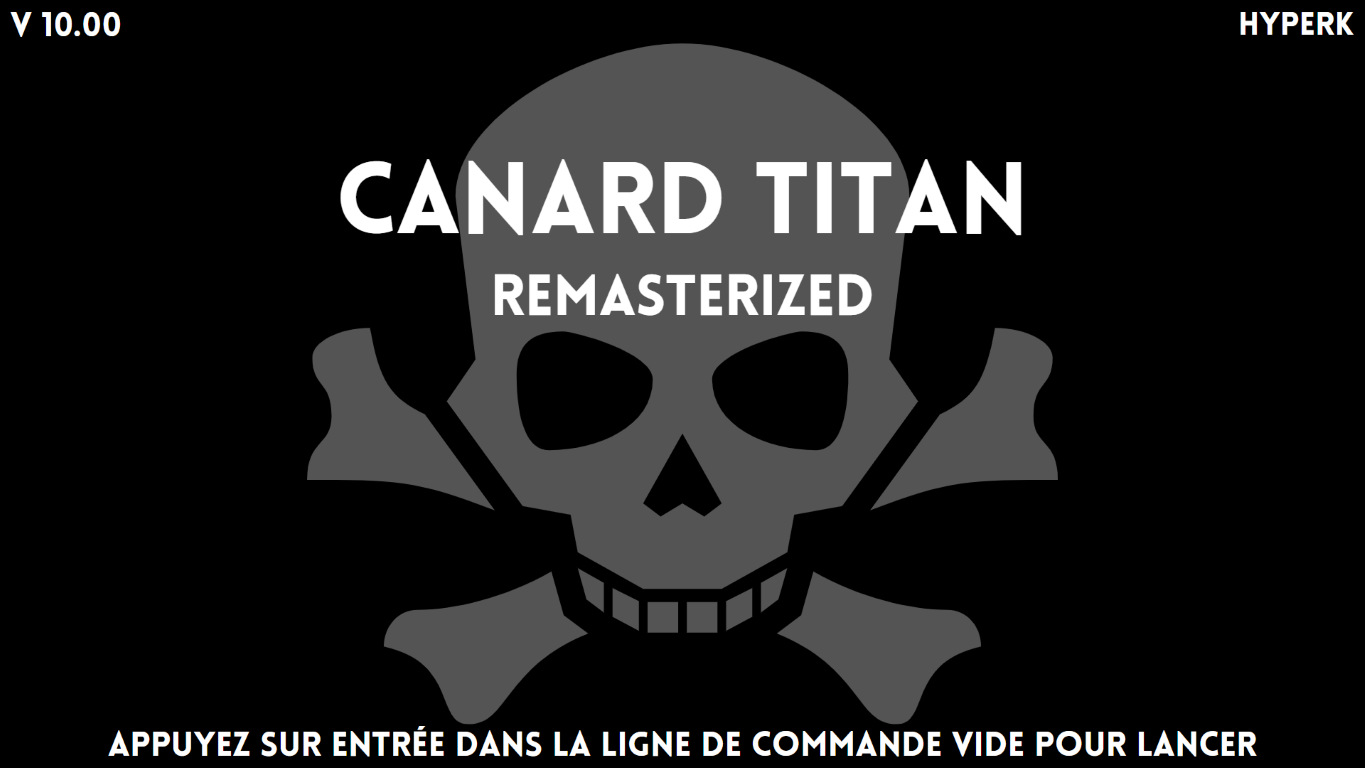 V 10.00
HYPERK
CANARD TITAN
REMASTERIZED
APPUYEZ SUR ENTRÉE DANS LA LIGNE DE COMMANDE VIDE POUR LANCER